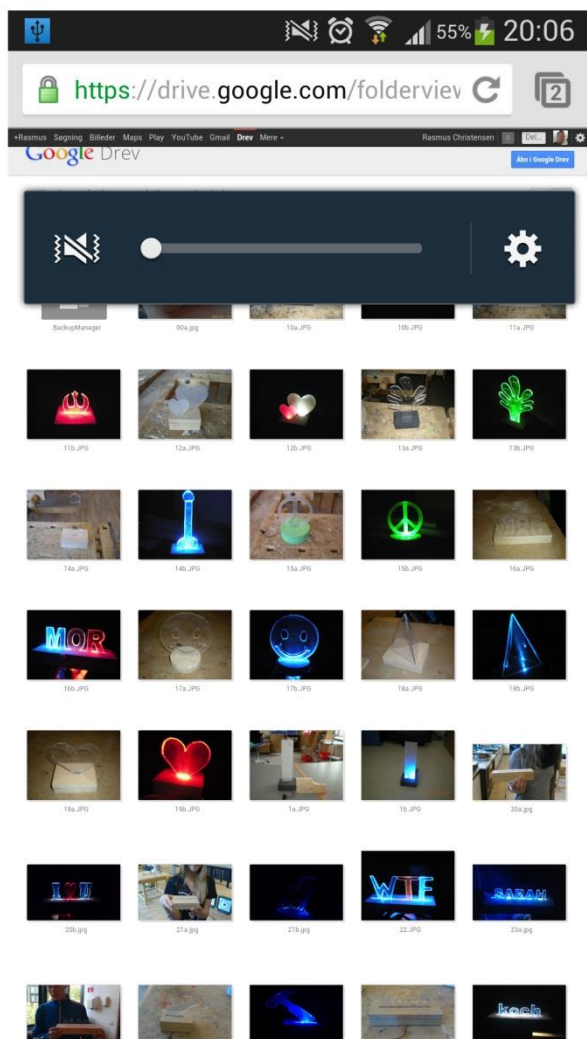 55% 20:06
https://drive.google.com/folderview
2
+Rasmus Søgning Billeder Maps Play YouTube Gmail Drev Mere
Rasmus Christensen Del...
Google Drev
Åbn i Google Drev
BackupManager 00a.jpg 10a.JPG 10b.JPG 11a.JPG
11b.JPG 12a.JPG 12b.JPG 13a.JPG 13b.JPG
14a.JPG 14b.JPG 15a.JPG 15b.JPG 16a.JPG
MOR
16b.JPG 17a.JPG 17b.JPG 18a.JPG 18b.JPG
19a.JPG 19b.JPG 1a.JPG 1b.JPG 20a.jpg
I U WTF SARAH
20b.jpg 21a.jpg 21b.jpg 22.JPG 23a.jpg
koch